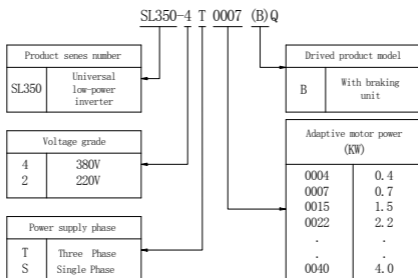 SL350-4 T 0007 (B)Q
Product senes number
SL350
Universal
low-power
inverter
Drived product model
B
With braking
unit
Voltage grade
4 380V
2 220V
Adaptive motor power
(KW)
0004 0.4
0007 0.7
0015 1.5
0022 2.2
. .
. .
0040 4.0
Power supply phase
T Three Phase
S Single Phase